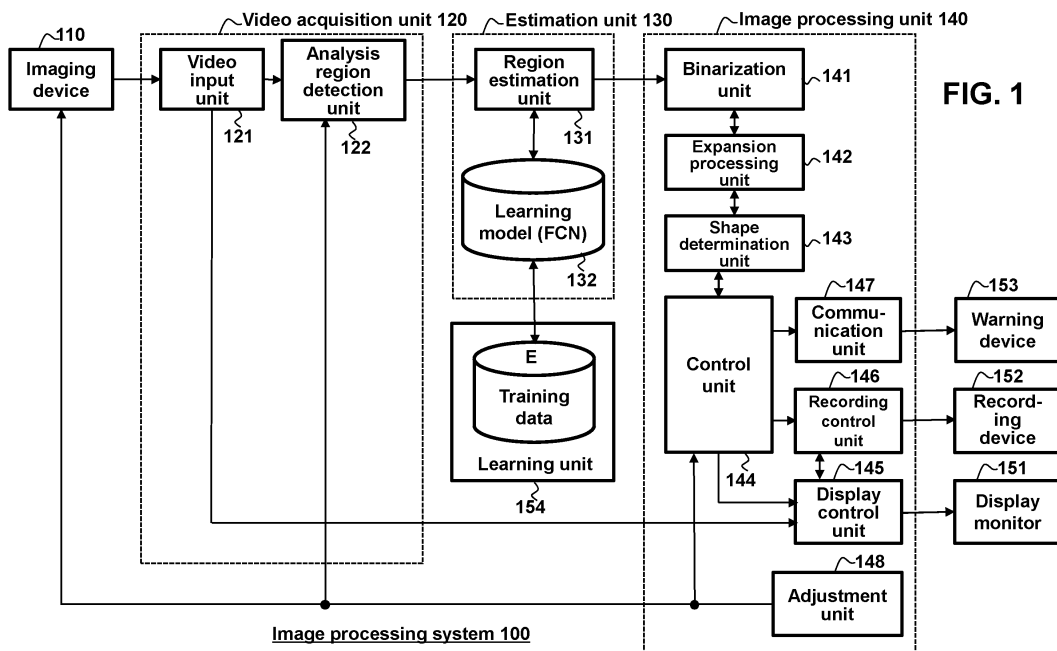 Video acquisition unit 120
Estimation unit 130
Image processing unit 140
FIG. 1
110
Imaging
device
Video
input
unit
121
Analysis
region
detection
unit
122
Region
estimation
unit
131
Binarization
unit
141
Expansion
processing
unit
142
Learning
model (FCN)
132
Shape
determination
unit
143
E
Training
data
Learning unit
154
Control
unit
144
147
Commu-
nication
unit
153
Warning
device
146
Recording
control
unit
152
Record-
ing
device
145
Display
control
unit
151
Display
monitor
148
Adjustment
unit
Image processing system 100